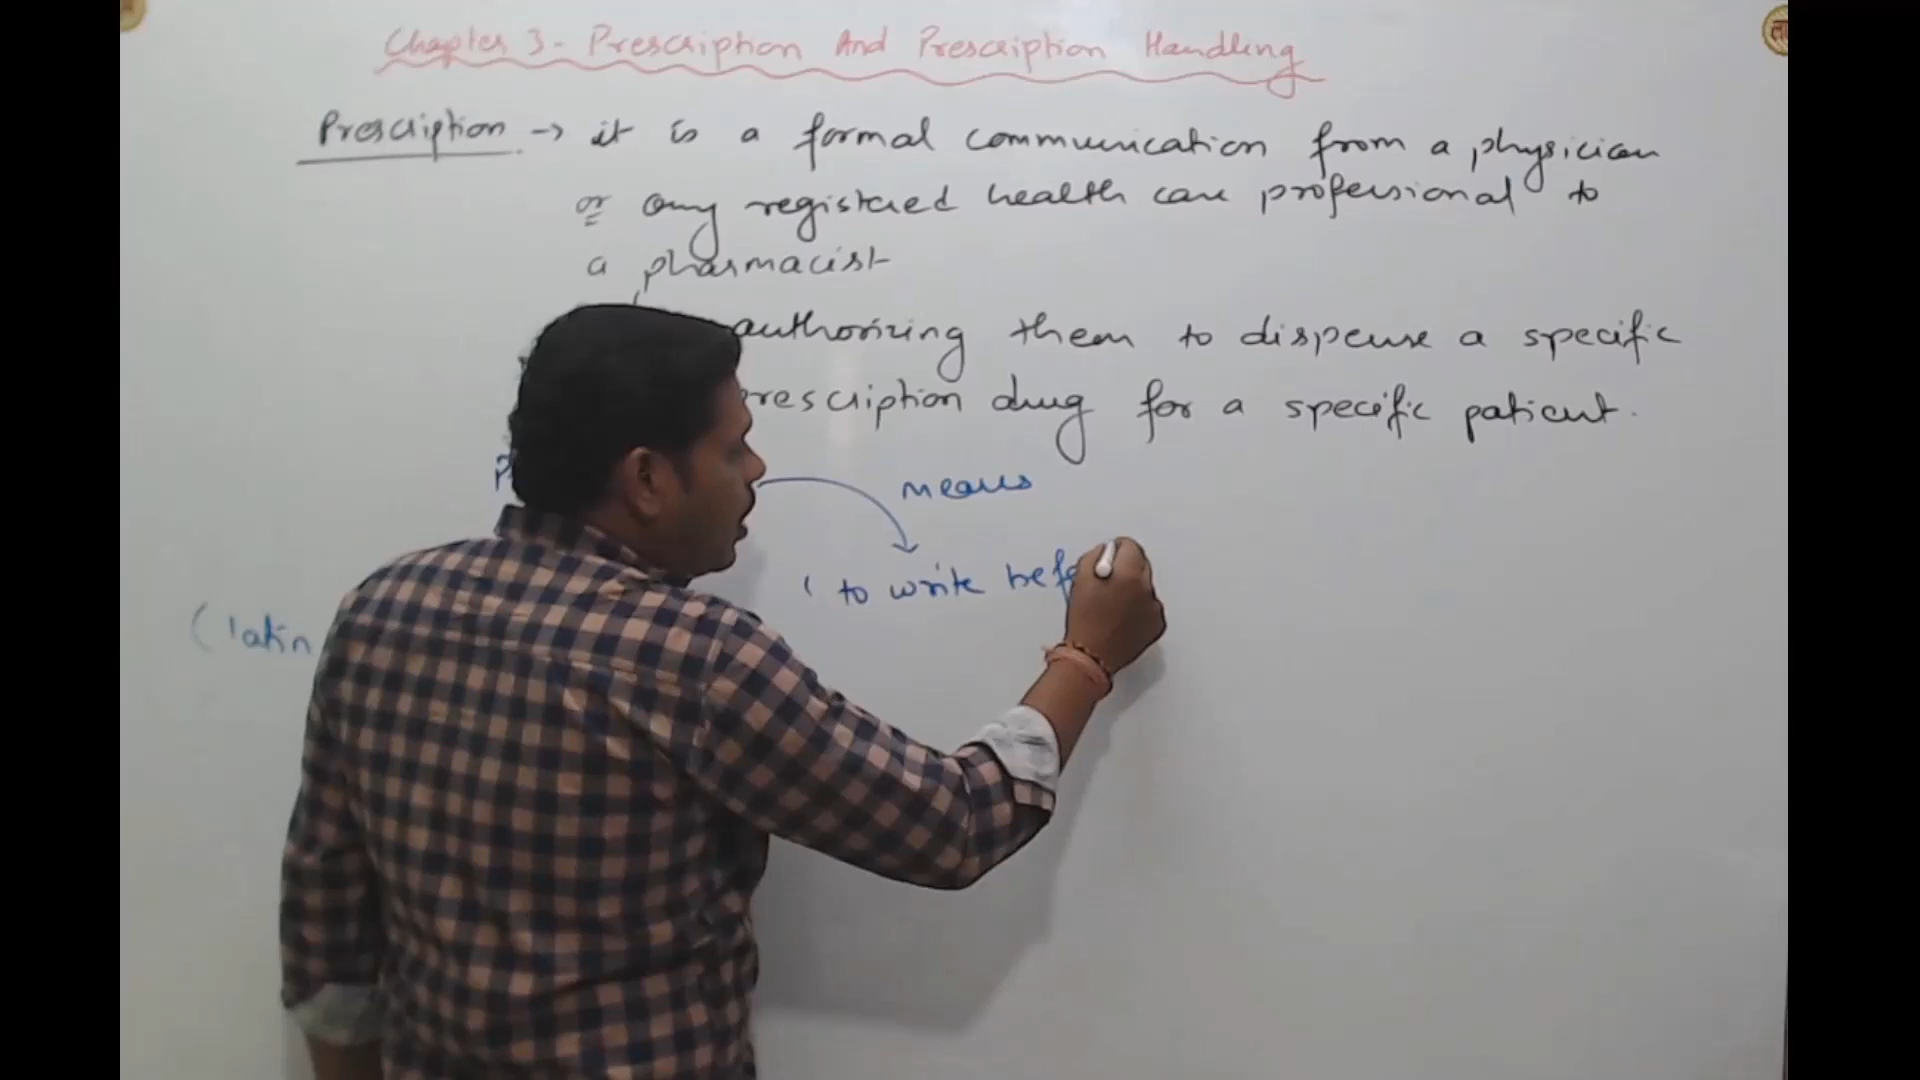 Chapter 3 - Prescription And Prescription Handling
Prescription → it is a formal communication from a physician
or any registered health care professional to
a pharmacist
authorizing them to dispense a specific
prescription drug for a specific patient.
means
( to write befo
( latin